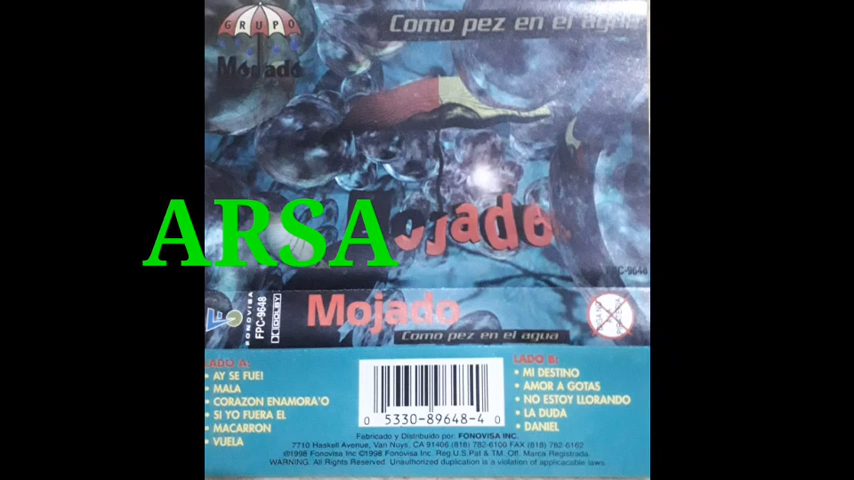 GRUPO
Mojado
Como pez en el agua
ARSA
Mojado
FPC-9648
FONOVISA
FPC-9648
DOLBY
Mojado
Como pez en el agua
LADO A:
• AY SE FUE!
• MALA
• CORAZON ENAMORA'O
• SI YO FUERA EL
• MACARRON
• VUELA
0 5330-89648-4 0
LADO B:
• MI DESTINO
• AMOR A GOTAS
• NO ESTOY LLORANDO
• LA DUDA
• DANIEL
Fabricado y Distribuido por: FONOVISA INC.
7710 Haskell Avenue, Van Nuys, CA 91406 (818) 782-6100 FAX (818) 782-6162
℗1998 Fonovisa Inc ©1998 Fonovisa Inc. Reg U.S.Pat & TM. Off. Marca Registrada.
WARNING. All Rights Reserved. Unauthorized duplication is a violation of applicacable laws